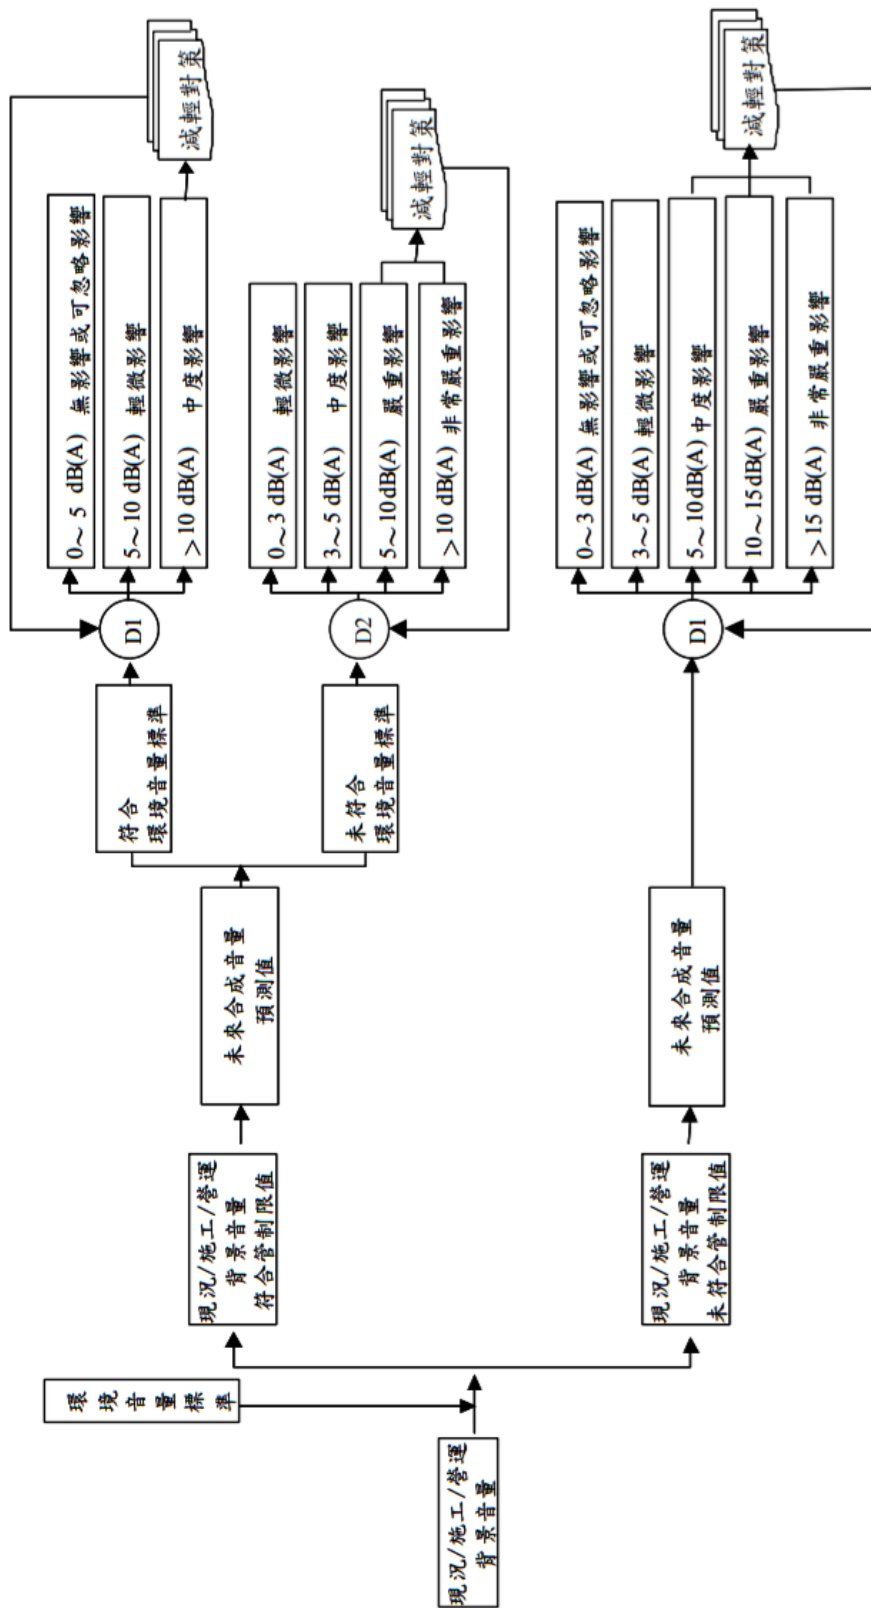 現況/施工/營運
背景音量
環境音量標準
現況/施工/營運
背景音量
符合管制限值
未來合成音量
預測值
符合
環境音量標準
D1
0～5 dB(A) 無影響或可忽略影響
5～10 dB(A) 輕微影響
>10 dB(A) 中度影響
減輕對策
未符合
環境音量標準
D2
0～3 dB(A) 輕微影響
3～5 dB(A) 中度影響
5～10 dB(A) 嚴重影響
>10 dB(A) 非常嚴重影響
減輕對策
現況/施工/營運
背景音量
未符合管制限值
未來合成音量
預測值
D1
0～3 dB(A) 無影響或可忽略影響
3～5 dB(A) 輕微影響
5～10 dB(A) 中度影響
10～15 dB(A) 嚴重影響
>15 dB(A) 非常嚴重影響
減輕對策